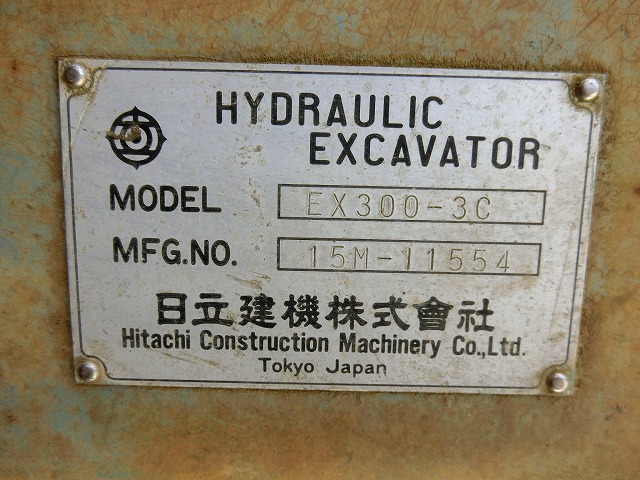 HYDRAULIC
EXCAVATOR
MODEL EX300-3C
MFG.NO. 15M-11554
日立建機株式會社
Hitachi Construction Machinery Co.,Ltd.
Tokyo Japan